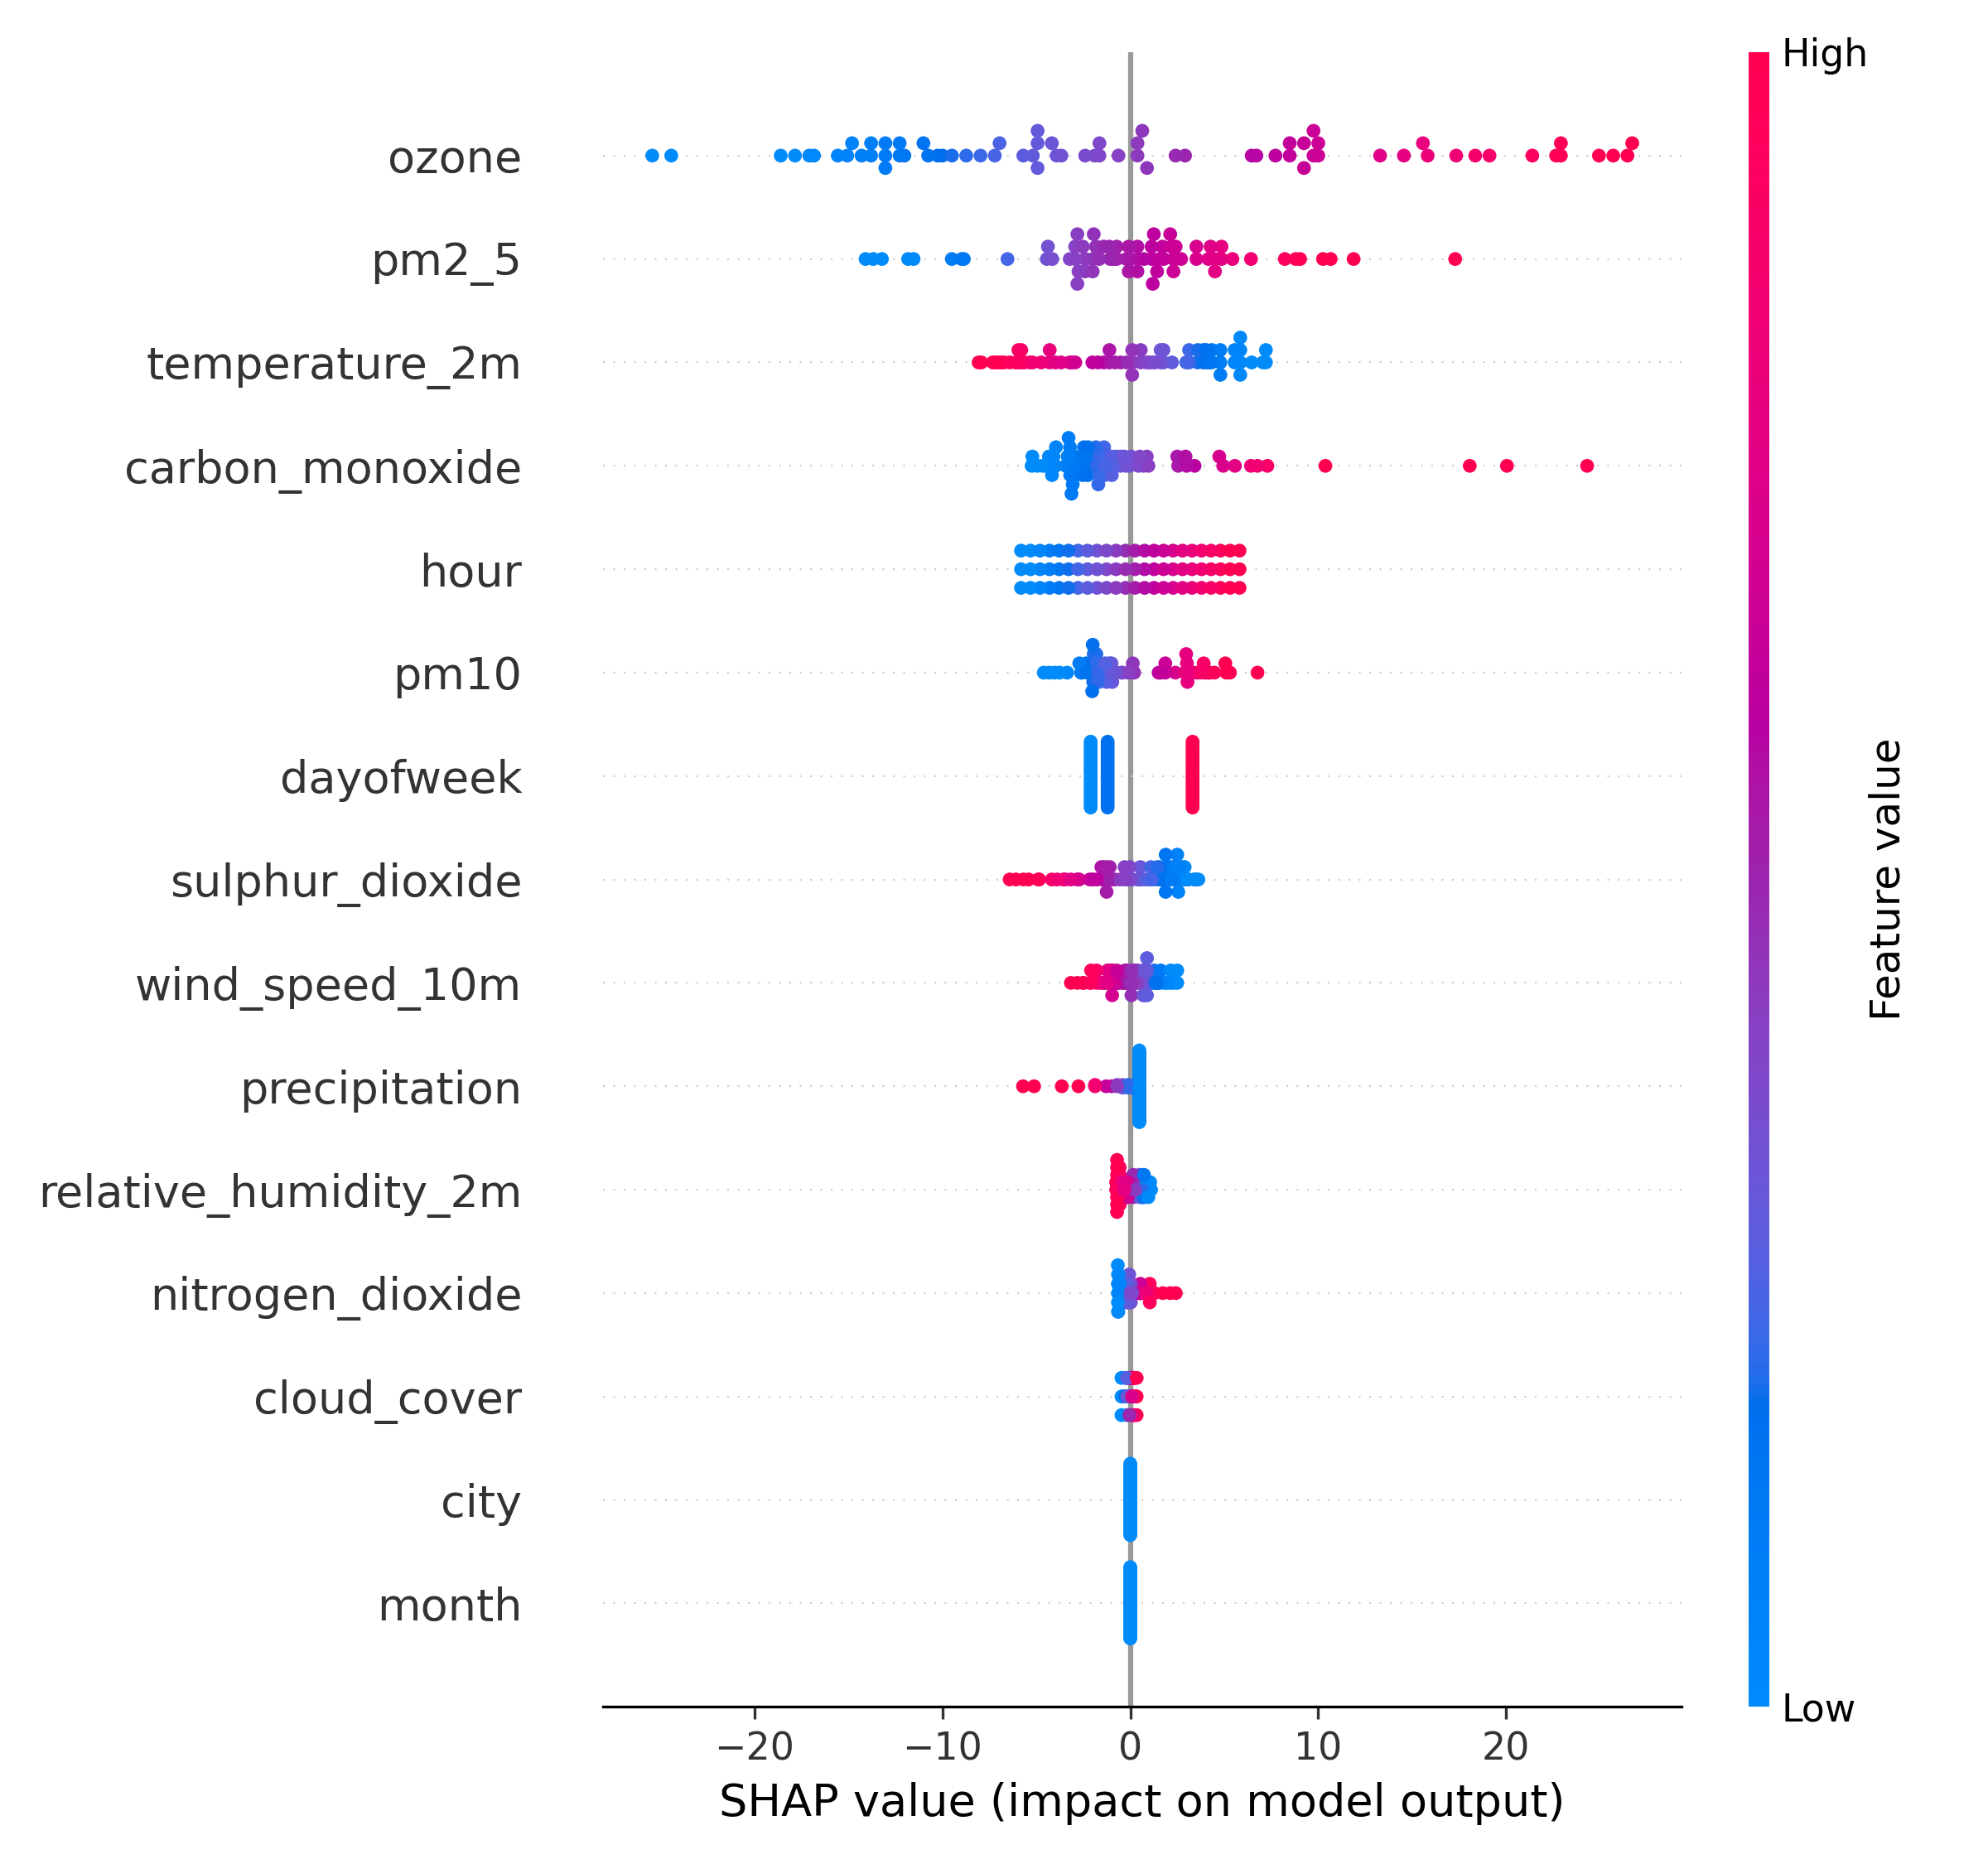 High
ozone
pm2_5
temperature_2m
carbon_monoxide
hour
pm10
dayofweek
sulphur_dioxide
wind_speed_10m
precipitation
relative_humidity_2m
nitrogen_dioxide
cloud_cover
city
month
Feature value
Low
−20 −10 0 10 20
SHAP value (impact on model output)